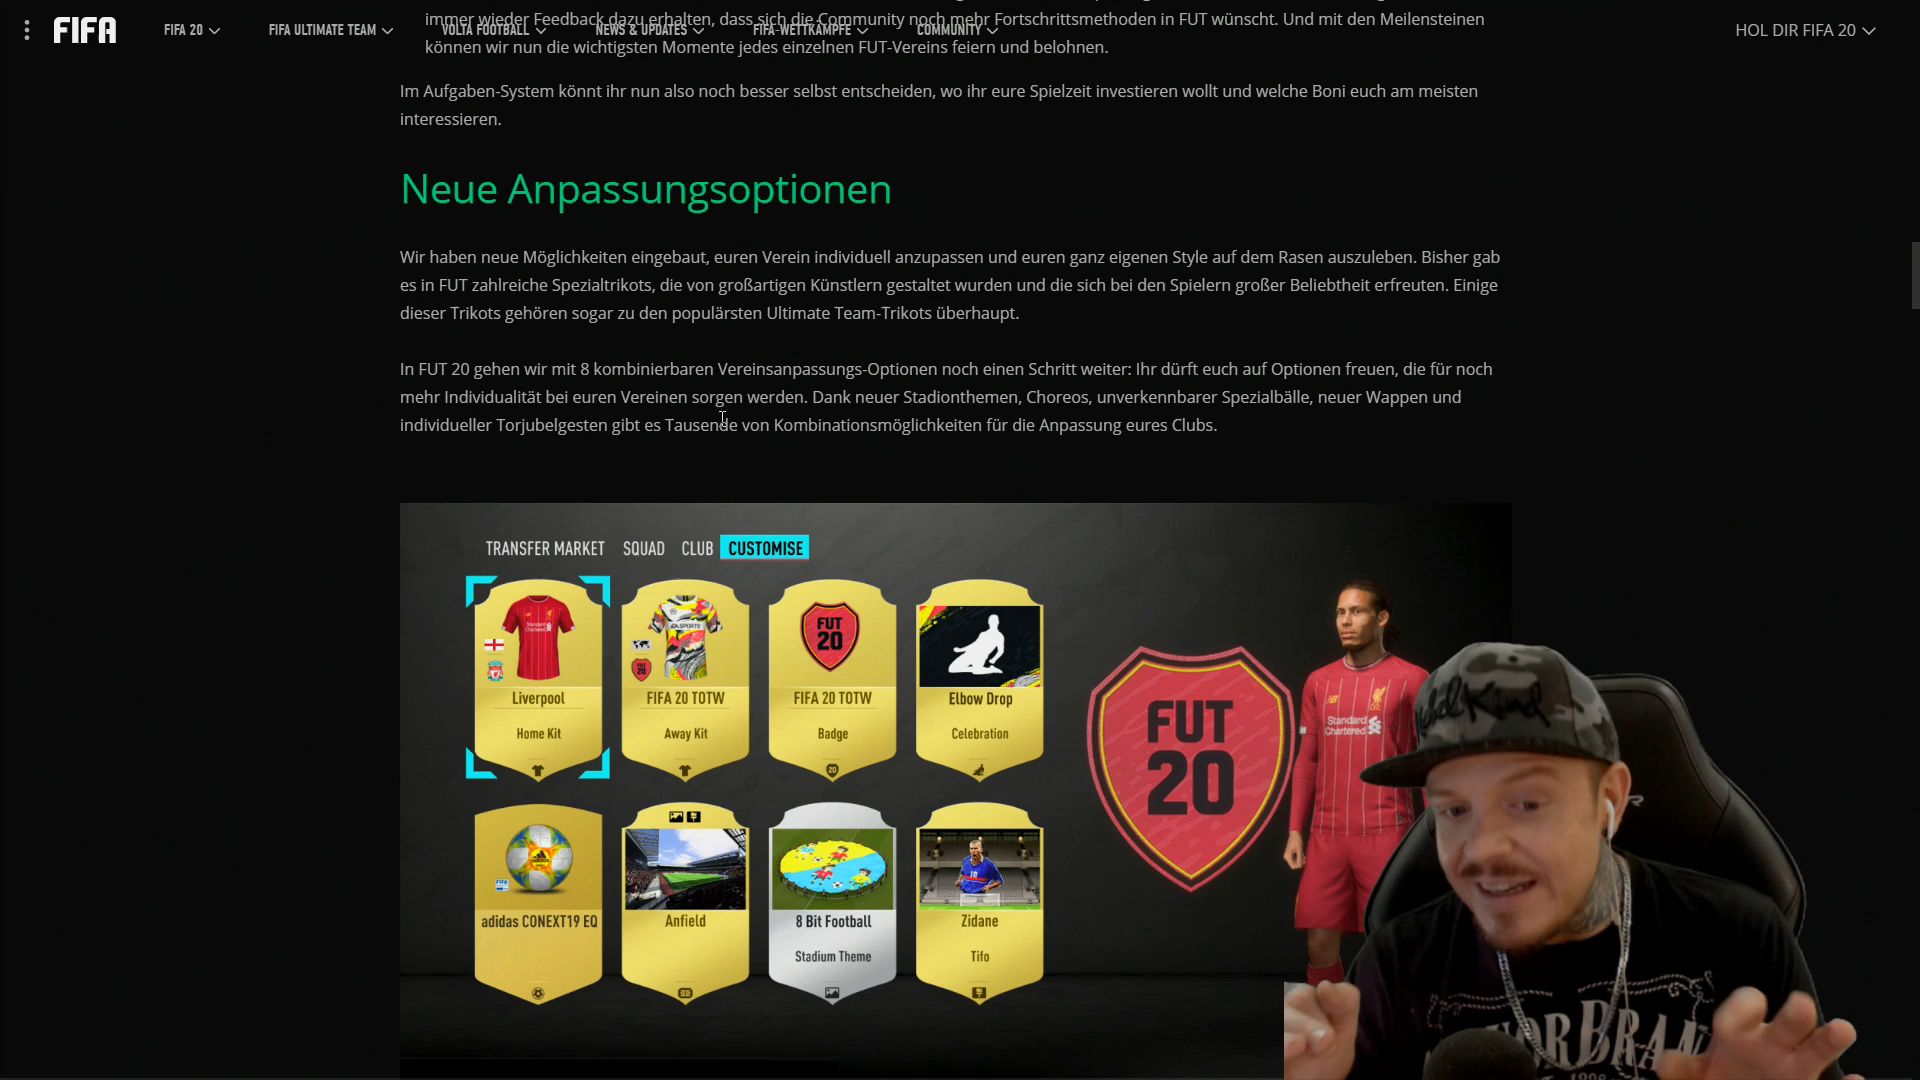 FIFA
FIFA 20
FIFA ULTIMATE TEAM
VOLTA FOOTBALL
NEWS & UPDATES
FIFA-WETTKÄMPFE
COMMUNITY
HOL DIR FIFA 20
immer wieder Feedback dazu erhalten, dass sich die Community noch mehr Fortschrittsmethoden in FUT wünscht. Und mit den Meilensteinen
können wir nun die wichtigsten Momente jedes einzelnen FUT-Vereins feiern und belohnen.
Im Aufgaben-System könnt ihr nun also noch besser selbst entscheiden, wo ihr eure Spielzeit investieren wollt und welche Boni euch am meisten
interessieren.
Neue Anpassungsoptionen
Wir haben neue Möglichkeiten eingebaut, euren Verein individuell anzupassen und euren ganz eigenen Style auf dem Rasen auszuleben. Bisher gab
es in FUT zahlreiche Spezialtrikots, die von großartigen Künstlern gestaltet wurden und die sich bei den Spielern großer Beliebtheit erfreuten. Einige
dieser Trikots gehören sogar zu den populärsten Ultimate Team-Trikots überhaupt.
In FUT 20 gehen wir mit 8 kombinierbaren Vereinsanpassungs-Optionen noch einen Schritt weiter: Ihr dürft euch auf Optionen freuen, die für noch
mehr Individualität bei euren Vereinen sorgen werden. Dank neuer Stadionthemen, Choreos, unverkennbarer Spezialbälle, neuer Wappen und
individueller Torjubelgesten gibt es Tausende von Kombinationsmöglichkeiten für die Anpassung eures Clubs.
TRANSFER MARKET
SQUAD
CLUB
CUSTOMISE
Standard
Chartered
Liverpool
Home Kit
EA SPORTS
FIFA 20 TOTW
Away Kit
FUT
20
FIFA 20 TOTW
Badge
Elbow Drop
Celebration
adidas CONEXT19 EQ
Anfield
8 Bit Football
Stadium Theme
10
Zidane
Tifo
FUT
20
Standard
Chartered